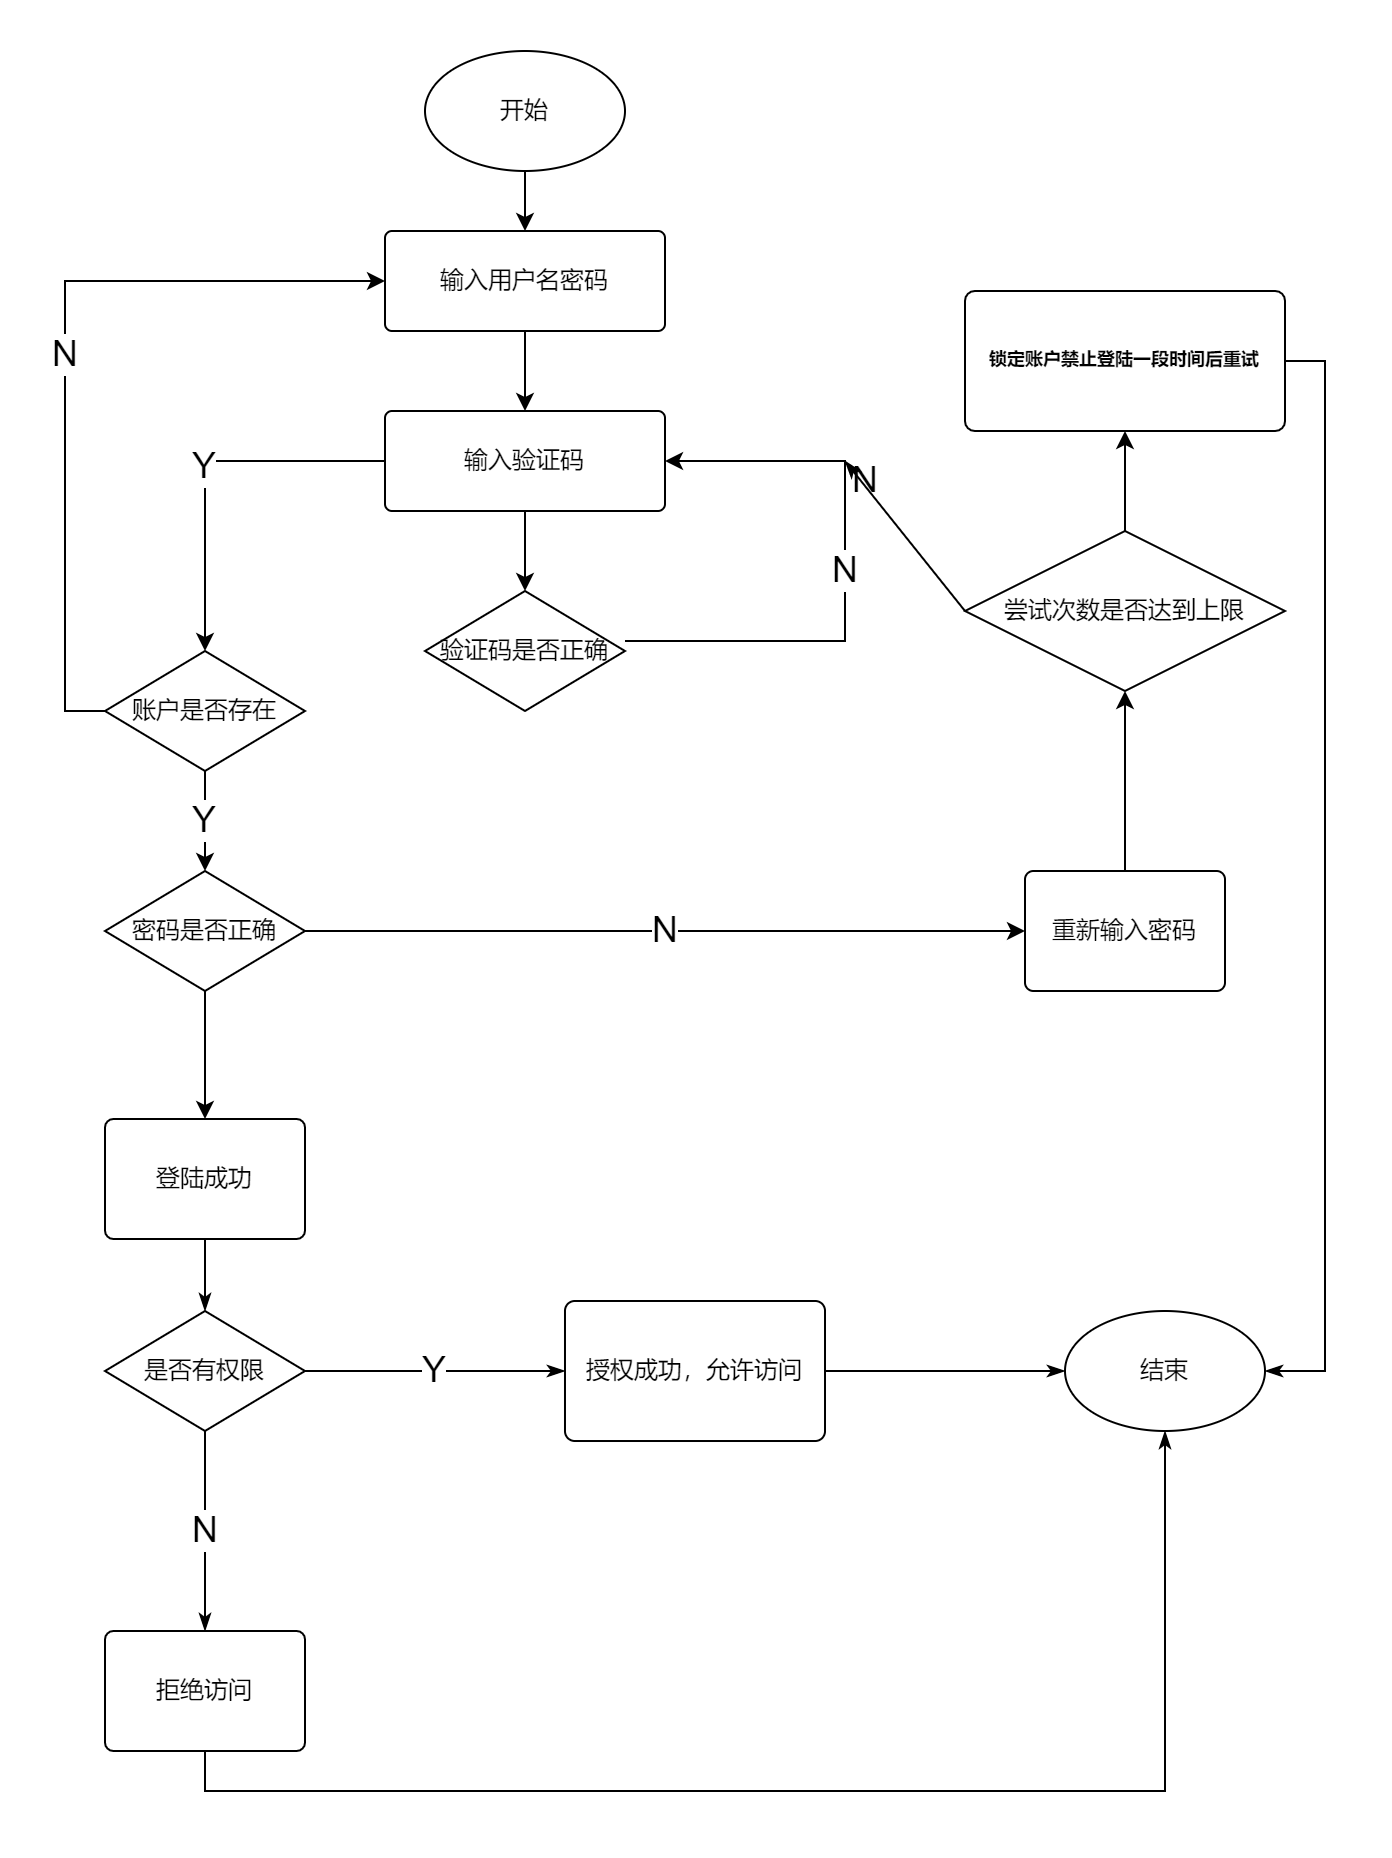 开始
输入用户名密码
N
锁定账户禁止登陆一段时间后重试
Y
输入验证码
N
N
验证码是否正确
尝试次数是否达到上限
账户是否存在
Y
密码是否正确
N
重新输入密码
登陆成功
是否有权限
Y
授权成功，允许访问
结束
N
拒绝访问